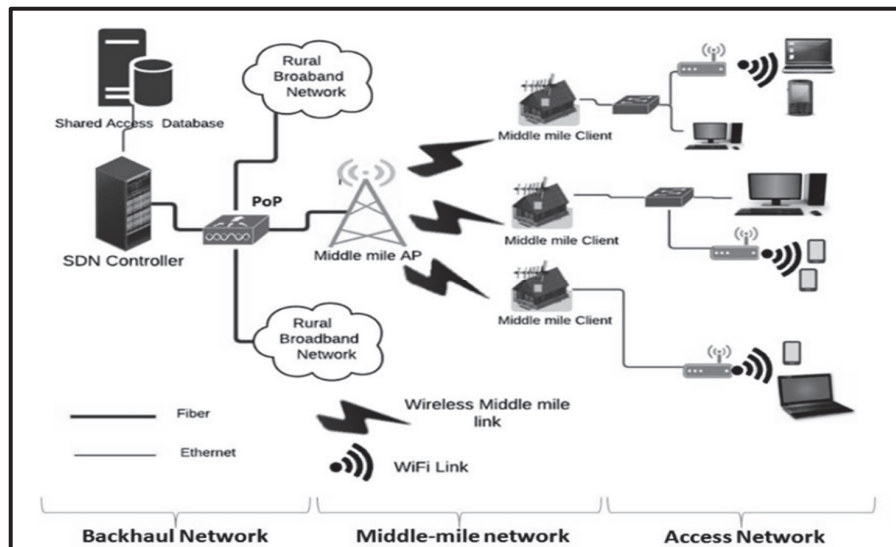 Rural
Broaband
Network
Shared Access Database
PoP
SDN Controller
Middle mile AP
Middle mile Client
Middle mile Client
Middle mile Client
Rural
Broadband
Network
Fiber
Ethernet
Wireless Middle mile
link
WiFi Link
Backhaul Network
Middle-mile network
Access Network